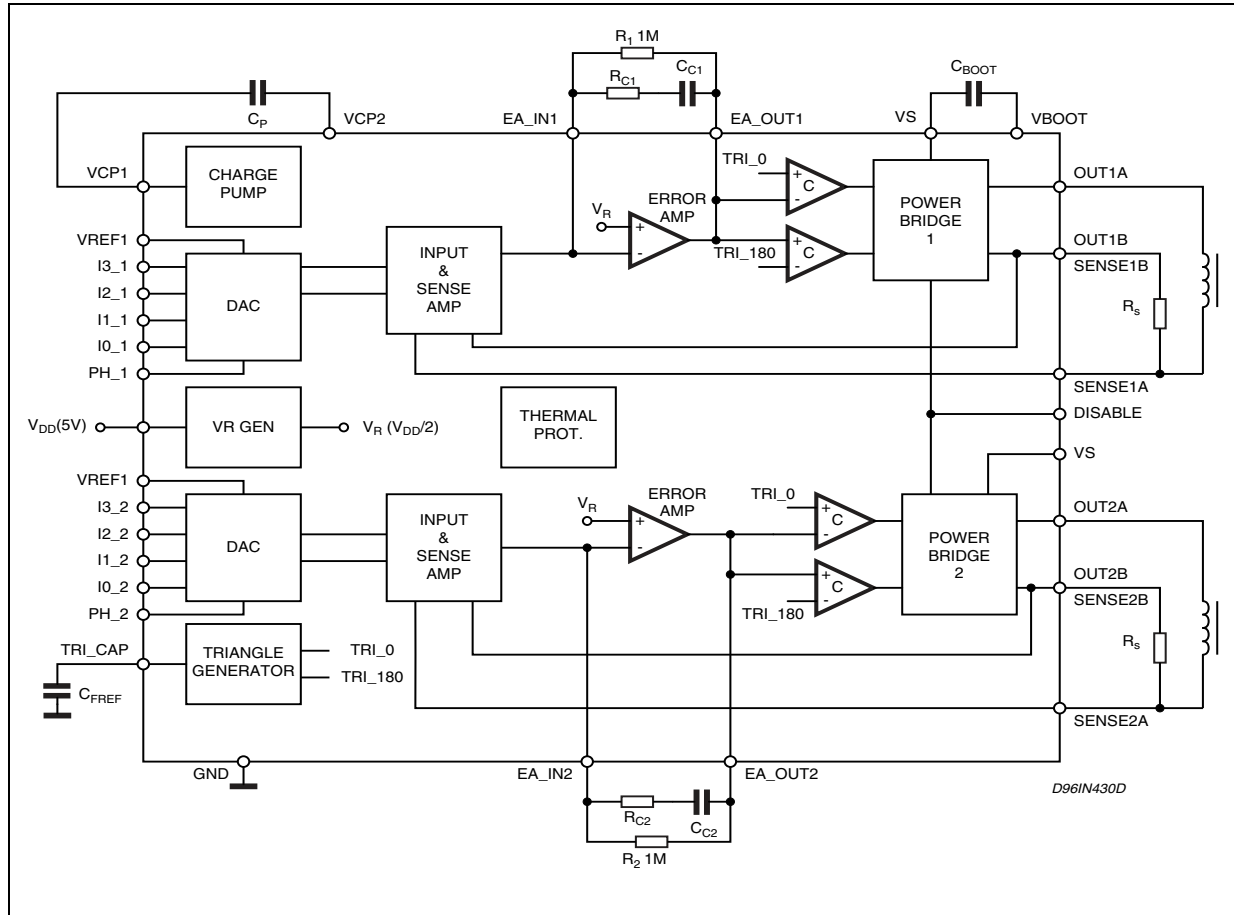 R1 1M
RC1
CC1
CBOOT
CP
VCP2
EA_IN1
EA_OUT1
VS
VBOOT
VCP1
CHARGE
PUMP
TRI_0
+
-
C
POWER
BRIDGE
1
OUT1A
VREF1
I3_1
I2_1
I1_1
I0_1
PH_1
DAC
INPUT
&
SENSE
AMP
VR
+
-
ERROR
AMP
+
-
C
TRI_180
OUT1B
SENSE1B
Rs
SENSE1A
DISABLE
VS
VDD(5V)
VR GEN
VR (VDD/2)
THERMAL
PROT.
VREF1
I3_2
I2_2
I1_2
I0_2
PH_2
DAC
INPUT
&
SENSE
AMP
VR
+
-
ERROR
AMP
TRI_0
+
-
C
+
-
C
TRI_180
POWER
BRIDGE
2
OUT2A
OUT2B
SENSE2B
Rs
SENSE2A
TRI_CAP
CFREF
TRIANGLE
GENERATOR
TRI_0
TRI_180
GND
EA_IN2
EA_OUT2
RC2
CC2
R2 1M
D96IN430D